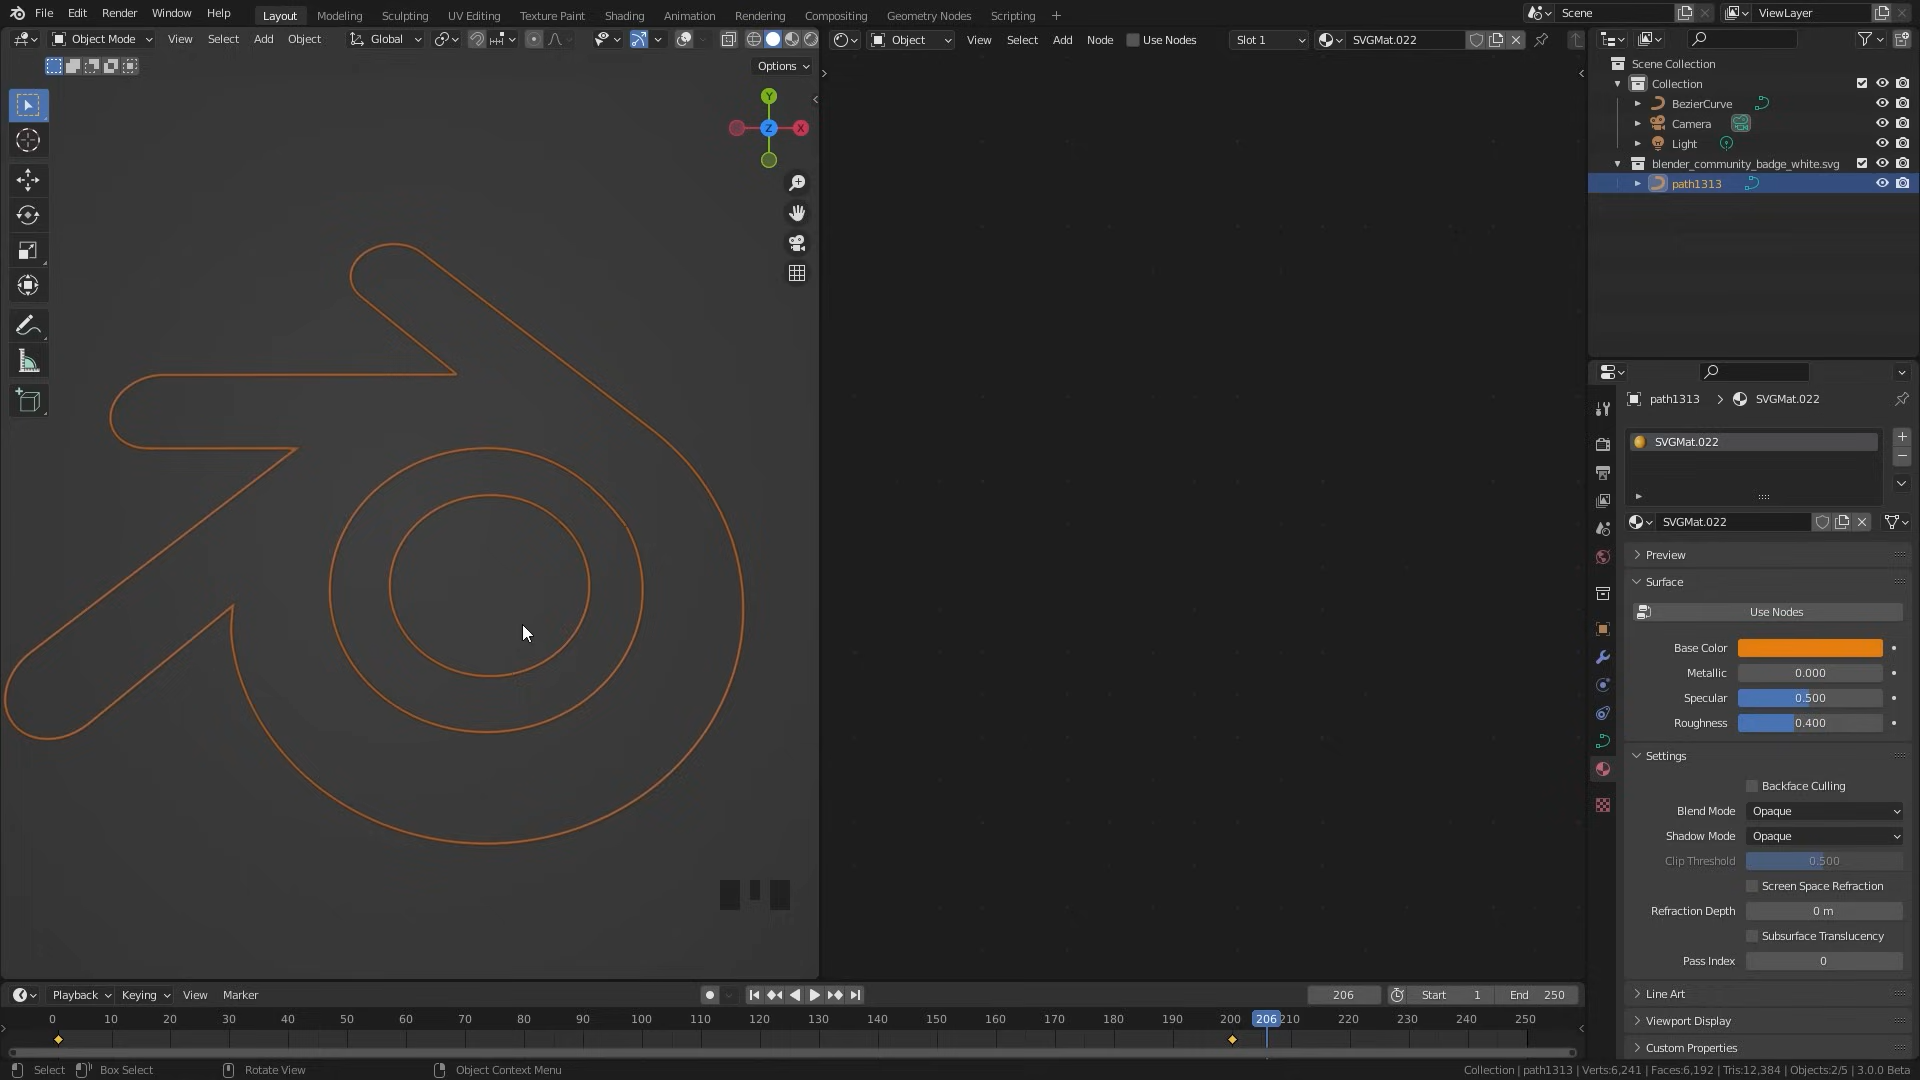 File Edit Render Window Help Layout Modeling Sculpting UV Editing Texture Paint Shading Animation Rendering Compositing Geometry Nodes Scripting + Scene ViewLayer
Object Mode View Select Add Object Global Object View Select Add Node Use Nodes Slot 1 SVGMat.022
Options
Y
Z X
Scene Collection
Collection
BezierCurve
Camera
Light
blender_community_badge_white.svg
path1313
path1313 > SVGMat.022
SVGMat.022
SVGMat.022
Preview
Surface
Use Nodes
Base Color
Metallic 0.000
Specular 0.500
Roughness 0.400
Settings
Backface Culling
Blend Mode Opaque
Shadow Mode Opaque
Clip Threshold 0.500
Screen Space Refraction
Refraction Depth 0 m
Subsurface Translucency
Pass Index 0
Line Art
Viewport Display
Custom Properties
Playback Keying View Marker 206 Start 1 End 250
0 10 20 30 40 50 60 70 80 90 100 110 120 130 140 150 160 170 180 190 200 206 210 220 230 240 250
Select Box Select Rotate View Object Context Menu Collection | path1313 | Verts:6,241 | Faces:6,192 | Tris:12,384 | Objects:2/5 | 3.0.0 Beta